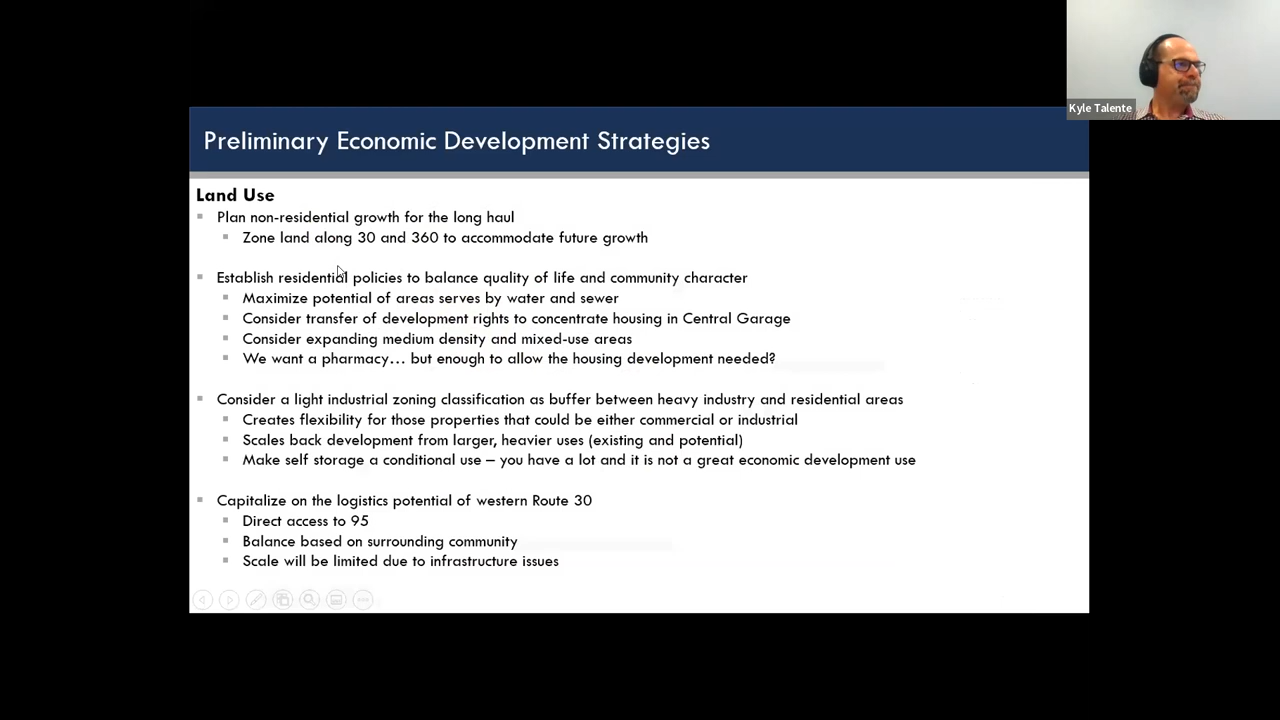 Kyle Talente
Preliminary Economic Development Strategies
Land Use
Plan non-residential growth for the long haul
Zone land along 30 and 360 to accommodate future growth
Establish residential policies to balance quality of life and community character
Maximize potential of areas serves by water and sewer
Consider transfer of development rights to concentrate housing in Central Garage
Consider expanding medium density and mixed-use areas
We want a pharmacy... but enough to allow the housing development needed?
Consider a light industrial zoning classification as buffer between heavy industry and residential areas
Creates flexibility for those properties that could be either commercial or industrial
Scales back development from larger, heavier uses (existing and potential)
Make self storage a conditional use – you have a lot and it is not a great economic development use
Capitalize on the logistics potential of western Route 30
Direct access to 95
Balance based on surrounding community
Scale will be limited due to infrastructure issues